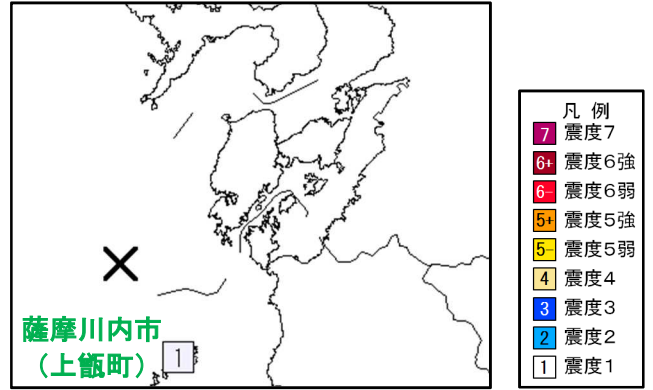 薩摩川内市
（上甑町）
1
凡 例
7 震度７
6+ 震度６強
6- 震度６弱
5+ 震度５強
5- 震度５弱
4 震度４
3 震度３
2 震度２
1 震度１